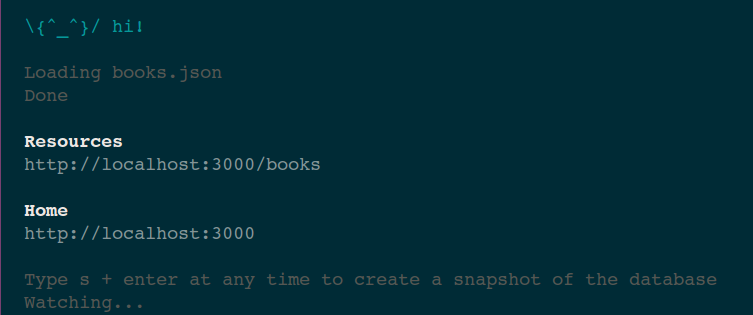 \{^_^}/ hi!
Loading books.json
Done
Resources
http://localhost:3000/books
Home
http://localhost:3000
Type s + enter at any time to create a snapshot of the database
Watching...